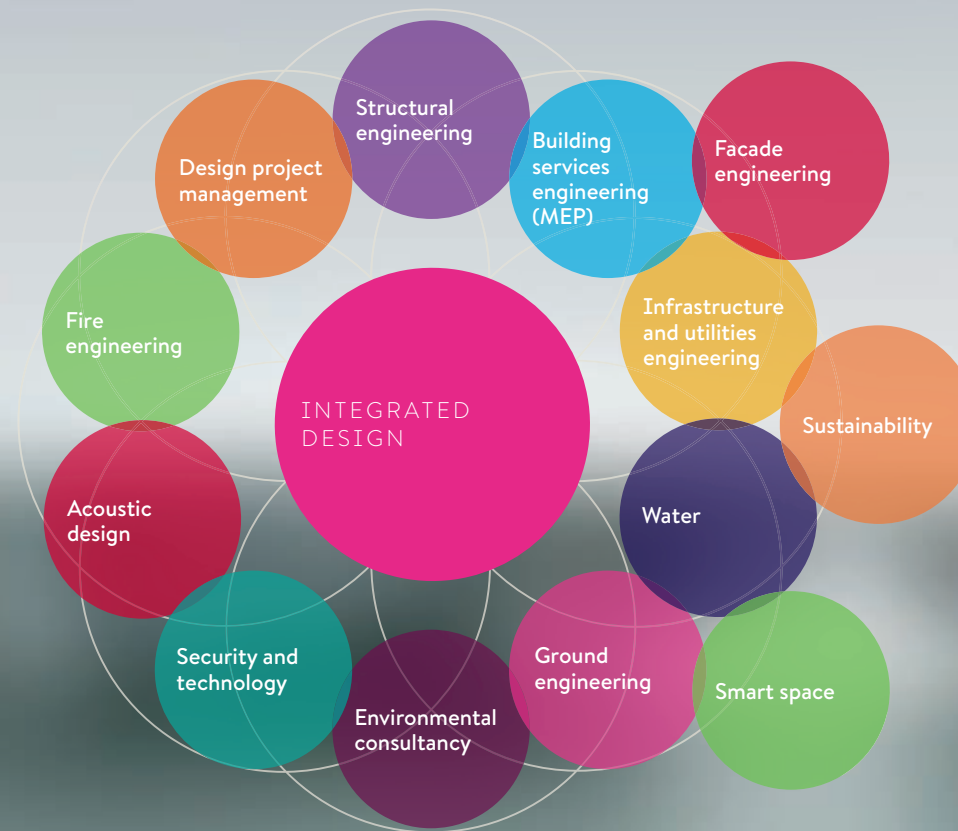 Structural
engineering
Design project
management
Building
services
engineering
(MEP)
Facade
engineering
Fire
engineering
Infrastructure
and utilities
engineering
INTEGRATED
DESIGN
Sustainability
Acoustic
design
Water
Security and
technology
Ground
engineering
Smart space
Environmental
consultancy